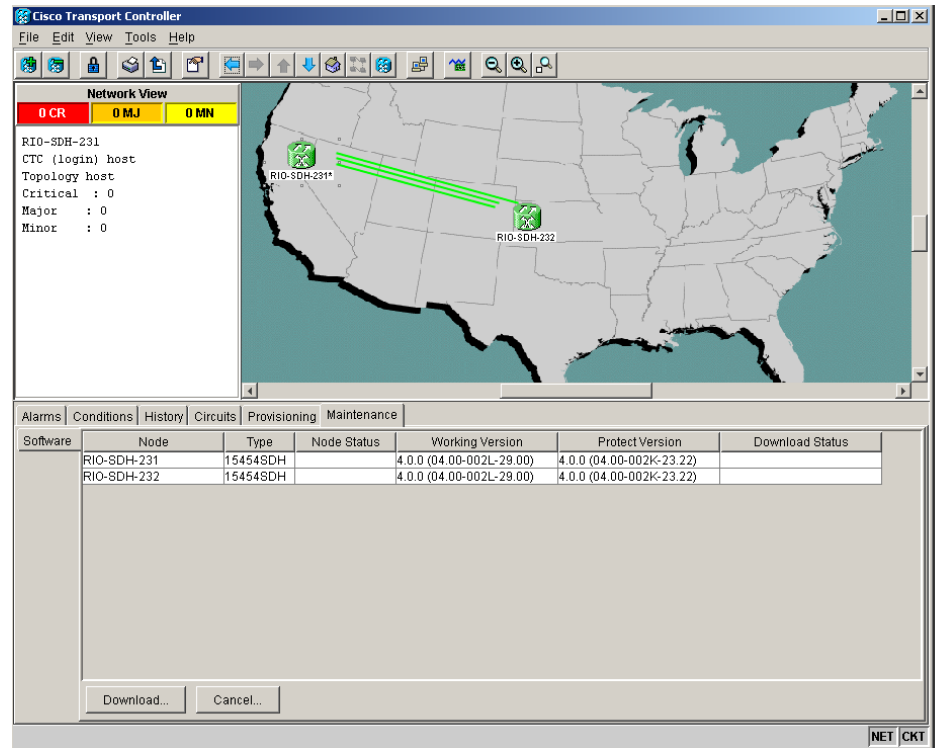 Cisco Transport Controller
File Edit View Tools Help
Network View
0 CR 0 MJ 0 MN
RIO-SDH-231
CTC (login) host
Topology host
Critical : 0
Major : 0
Minor : 0
RIO-SDH-231*
RIO-SDH-232
Alarms Conditions History Circuits Provisioning Maintenance
Software
Node Type Node Status Working Version Protect Version Download Status
RIO-SDH-231 15454SDH 4.0.0 (04.00-002L-29.00) 4.0.0 (04.00-002K-23.22)
RIO-SDH-232 15454SDH 4.0.0 (04.00-002L-29.00) 4.0.0 (04.00-002K-23.22)
Download... Cancel...
NET CKT